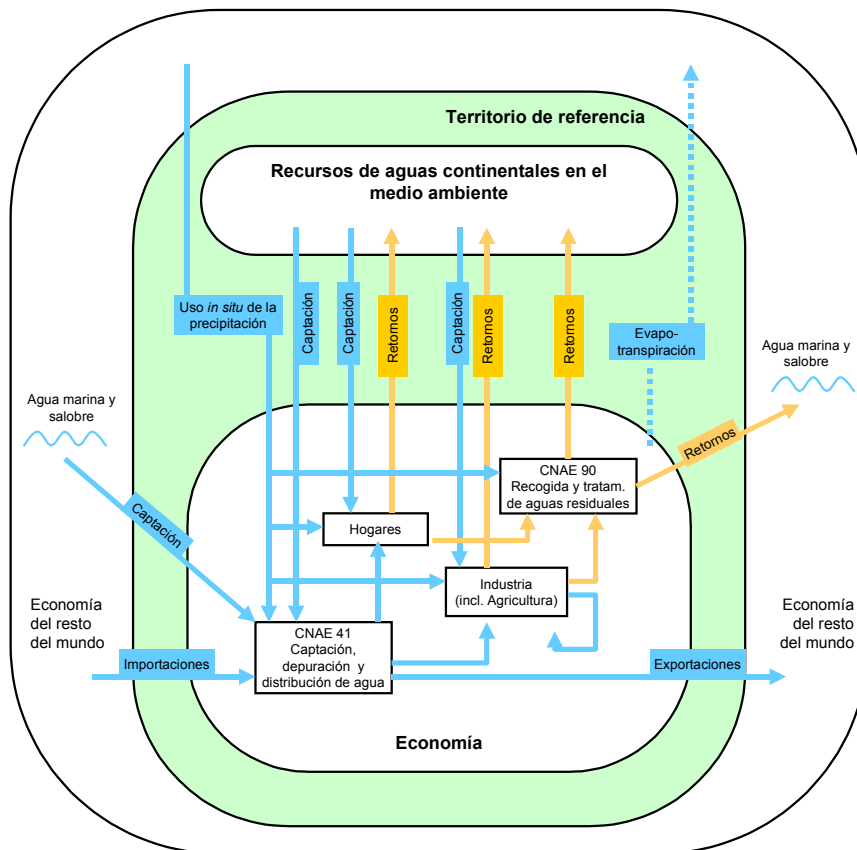 Territorio de referencia
Recursos de aguas continentales en el
medio ambiente
Uso in situ de la
precipitación
Captación
Captación
Retornos
Captación
Retornos
Retornos
Evapo-
transpiración
Agua marina y
salobre
Agua marina y
salobre
Retornos
Captación
CNAE 90
Recogida y tratam.
de aguas residuales
Hogares
Industria
(incl. Agricultura)
Economía
del resto
del mundo
Economía
del resto
del mundo
CNAE 41
Captación,
depuración y
distribución de agua
Importaciones
Exportaciones
Economía